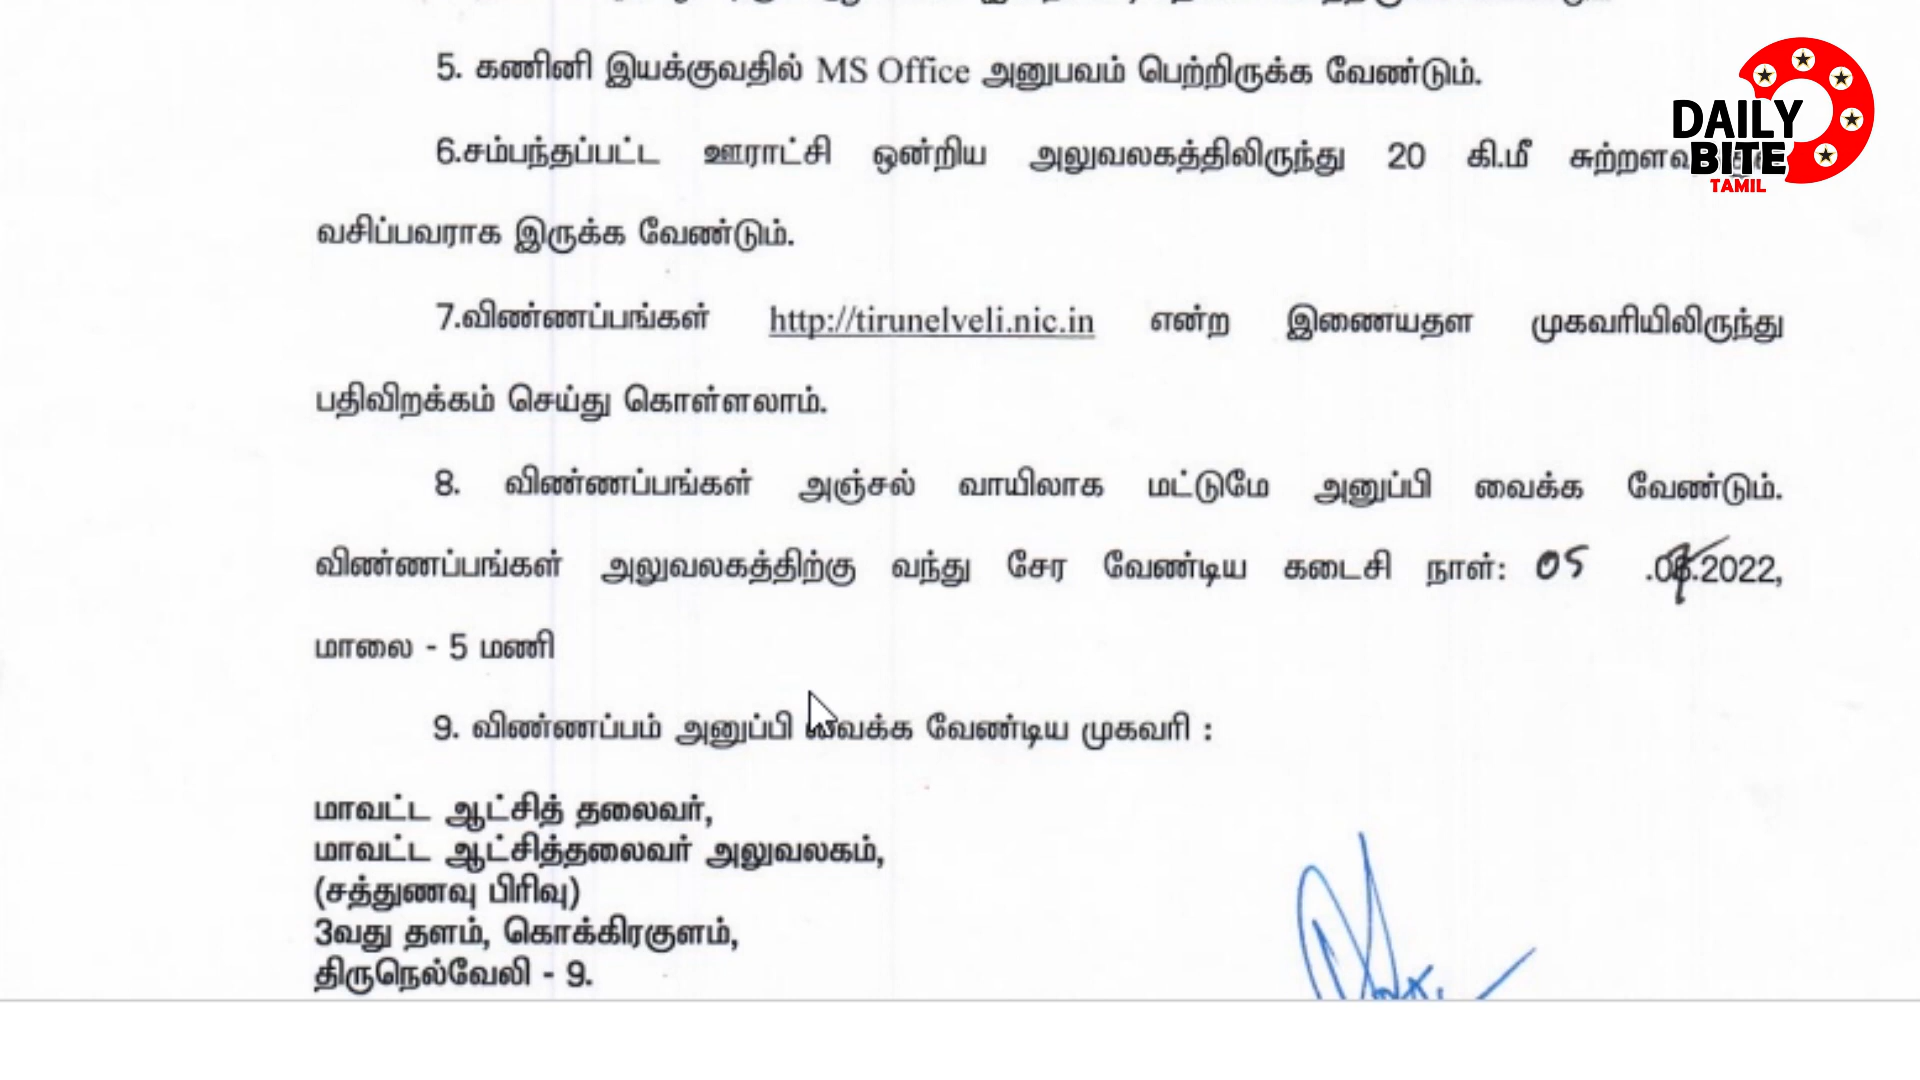 5. கணினி இயக்குவதில் MS Office அனுபவம் பெற்றிருக்க வேண்டும்.
6.சம்பந்தப்பட்ட ஊராட்சி ஒன்றிய அலுவலகத்திலிருந்து 20 கி.மீ
வசிப்பவராக இருக்க வேண்டும்.
7.விண்ணப்பங்கள் http://tirunelveli.nic.in என்ற இணையதள முகவரியிலிருந்து
பதிவிறக்கம் செய்து கொள்ளலாம்.
8. விண்ணப்பங்கள் அஞ்சல் வாயிலாக மட்டுமே அனுப்பி வைக்க வேண்டும்.
விண்ணப்பங்கள் அலுவலகத்திற்கு வந்து சேர வேண்டிய கடைசி நாள்: 05 .2022,
மாலை - 5 மணி
9. விண்ணப்பம் அனுப்பி வைக்க வேண்டிய முகவரி :
மாவட்ட ஆட்சித் தலைவர்,
மாவட்ட ஆட்சித்தலைவர் அலுவலகம்,
(சத்துணவு பிரிவு)
3வது தளம், கொக்கிரகுளம்,
திருநெல்வேலி - 9.
DAILY
BITE
TAMIL